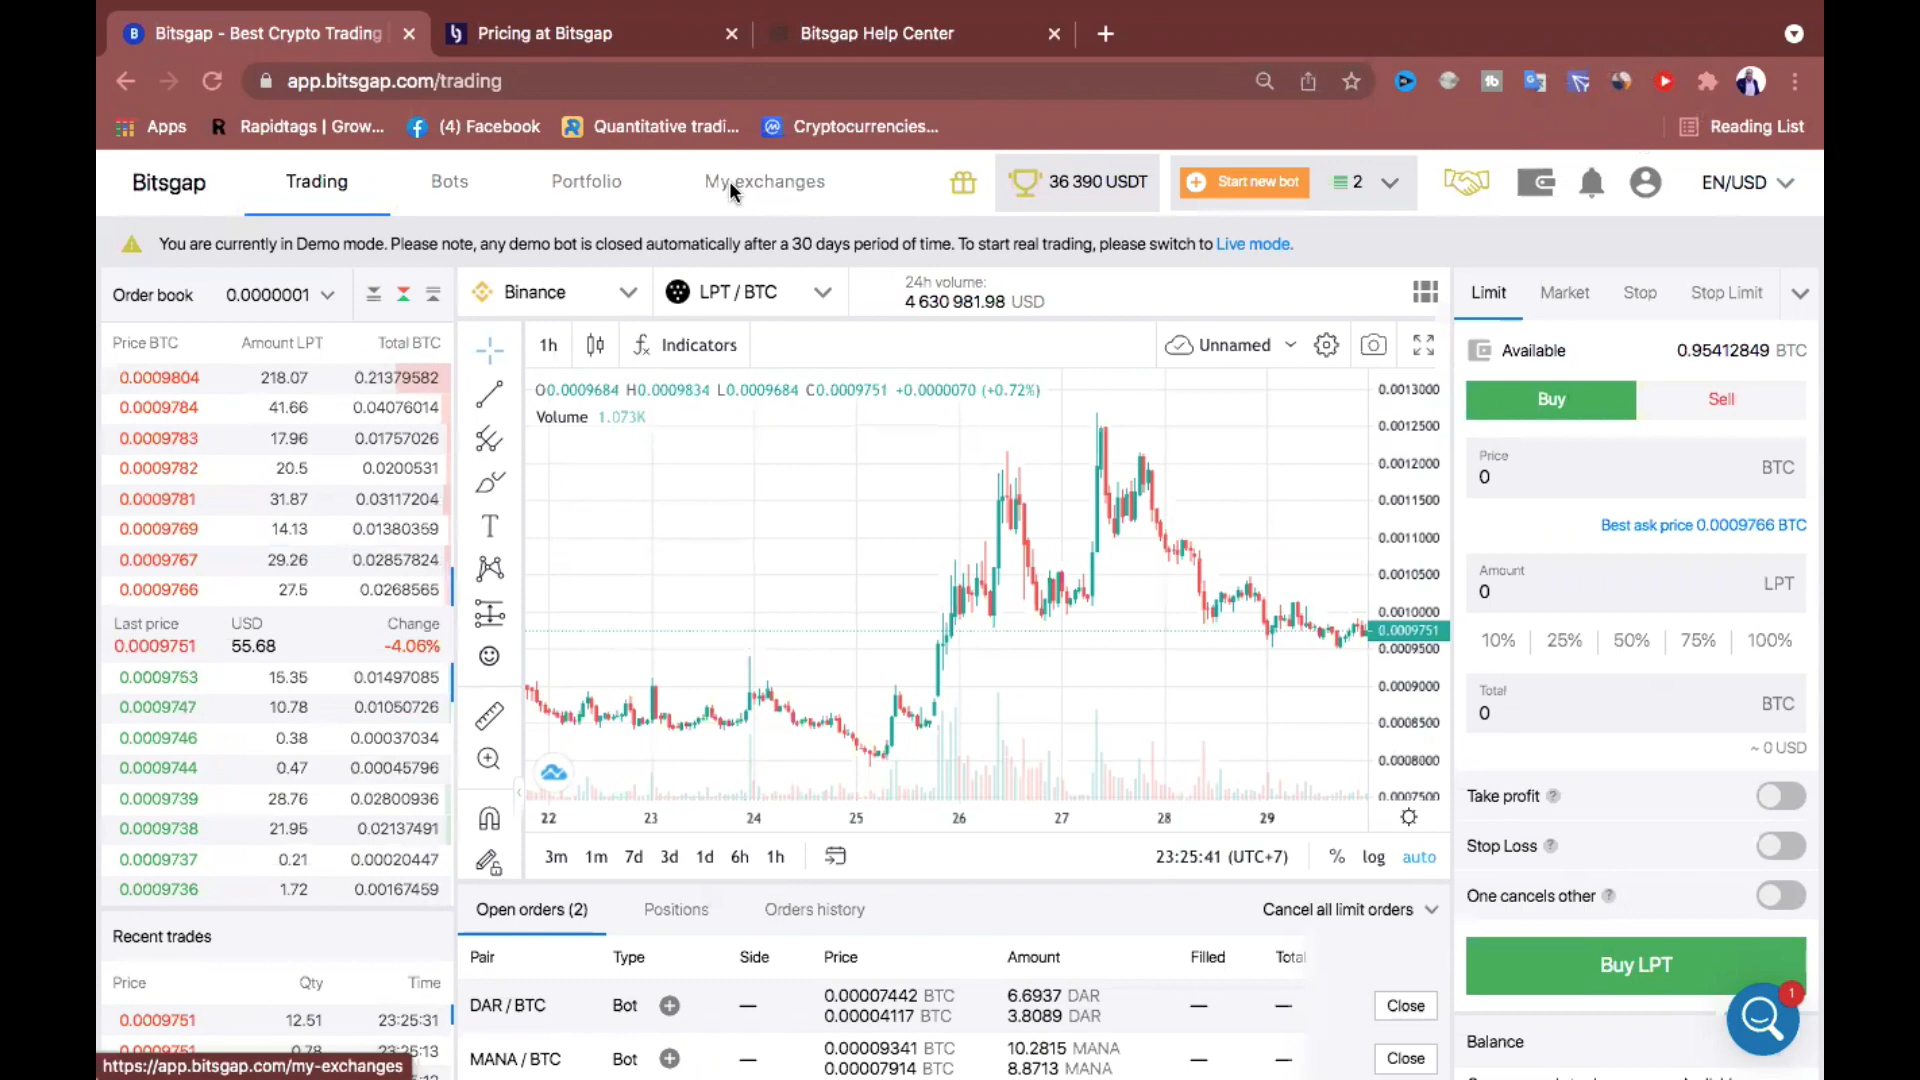 Bitsgap - Best Crypto Trading
Pricing at Bitsgap
Bitsgap Help Center
app.bitsgap.com/trading
Apps
Rapidtags | Grow...
(4) Facebook
Quantitative tradi...
Cryptocurrencies...
Reading List
Bitsgap
Trading
Bots
Portfolio
My exchanges
36 390 USDT
Start new bot
2
EN/USD
You are currently in Demo mode. Please note, any demo bot is closed automatically after a 30 days period of time. To start real trading, please switch to Live mode.
Order book 0.0000001
Price BTC Amount LPT Total BTC
0.0009804 218.07 0.21379582
0.0009784 41.66 0.04076014
0.0009783 17.96 0.01757026
0.0009782 20.5 0.0200531
0.0009781 31.87 0.03117204
0.0009769 14.13 0.01380359
0.0009767 29.26 0.02857824
0.0009766 27.5 0.0268565
Last price USD Change
0.0009751 55.68 -4.06%
0.0009753 15.35 0.01497085
0.0009747 10.78 0.01050726
0.0009746 0.38 0.00037034
0.0009744 0.47 0.00045796
0.0009739 28.76 0.02800936
0.0009738 21.95 0.02137491
0.0009737 0.21 0.00020447
0.0009736 1.72 0.00167459
Recent trades
Price Qty Time
0.0009751 12.51 23:25:31
0.0009751 0.78 23:25:13
https://app.bitsgap.com/my-exchanges
Binance
LPT / BTC
24h volume:
4 630 981.98 USD
1h
Indicators
Unnamed
O0.0009684 H0.0009834 L0.0009684 C0.0009751 +0.0000070 (+0.72%)
Volume 1.073K
0.0013000
0.0012500
0.0012000
0.0011500
0.0011000
0.0010500
0.0010000
0.0009751
0.0009500
0.0009000
0.0008500
0.0008000
0.0007500
22 23 24 25 26 27 28 29
3m 1m 7d 3d 1d 6h 1h
23:25:41 (UTC+7) % log auto
Open orders (2) Positions Orders history Cancel all limit orders
Pair Type Side Price Amount Filled Total
DAR / BTC Bot — 0.00007442 BTC 6.6937 DAR — — Close
0.00004117 BTC 3.8089 DAR
MANA / BTC Bot — 0.00009341 BTC 10.2815 MANA — — Close
0.00007914 BTC 8.8713 MANA
Limit Market Stop Stop Limit
Available 0.95412849 BTC
Buy Sell
Price
0 BTC
Best ask price 0.0009766 BTC
Amount
0 LPT
10% 25% 50% 75% 100%
Total
0 BTC
~ 0 USD
Take profit ?
Stop Loss ?
One cancels other ?
Buy LPT
1
Balance